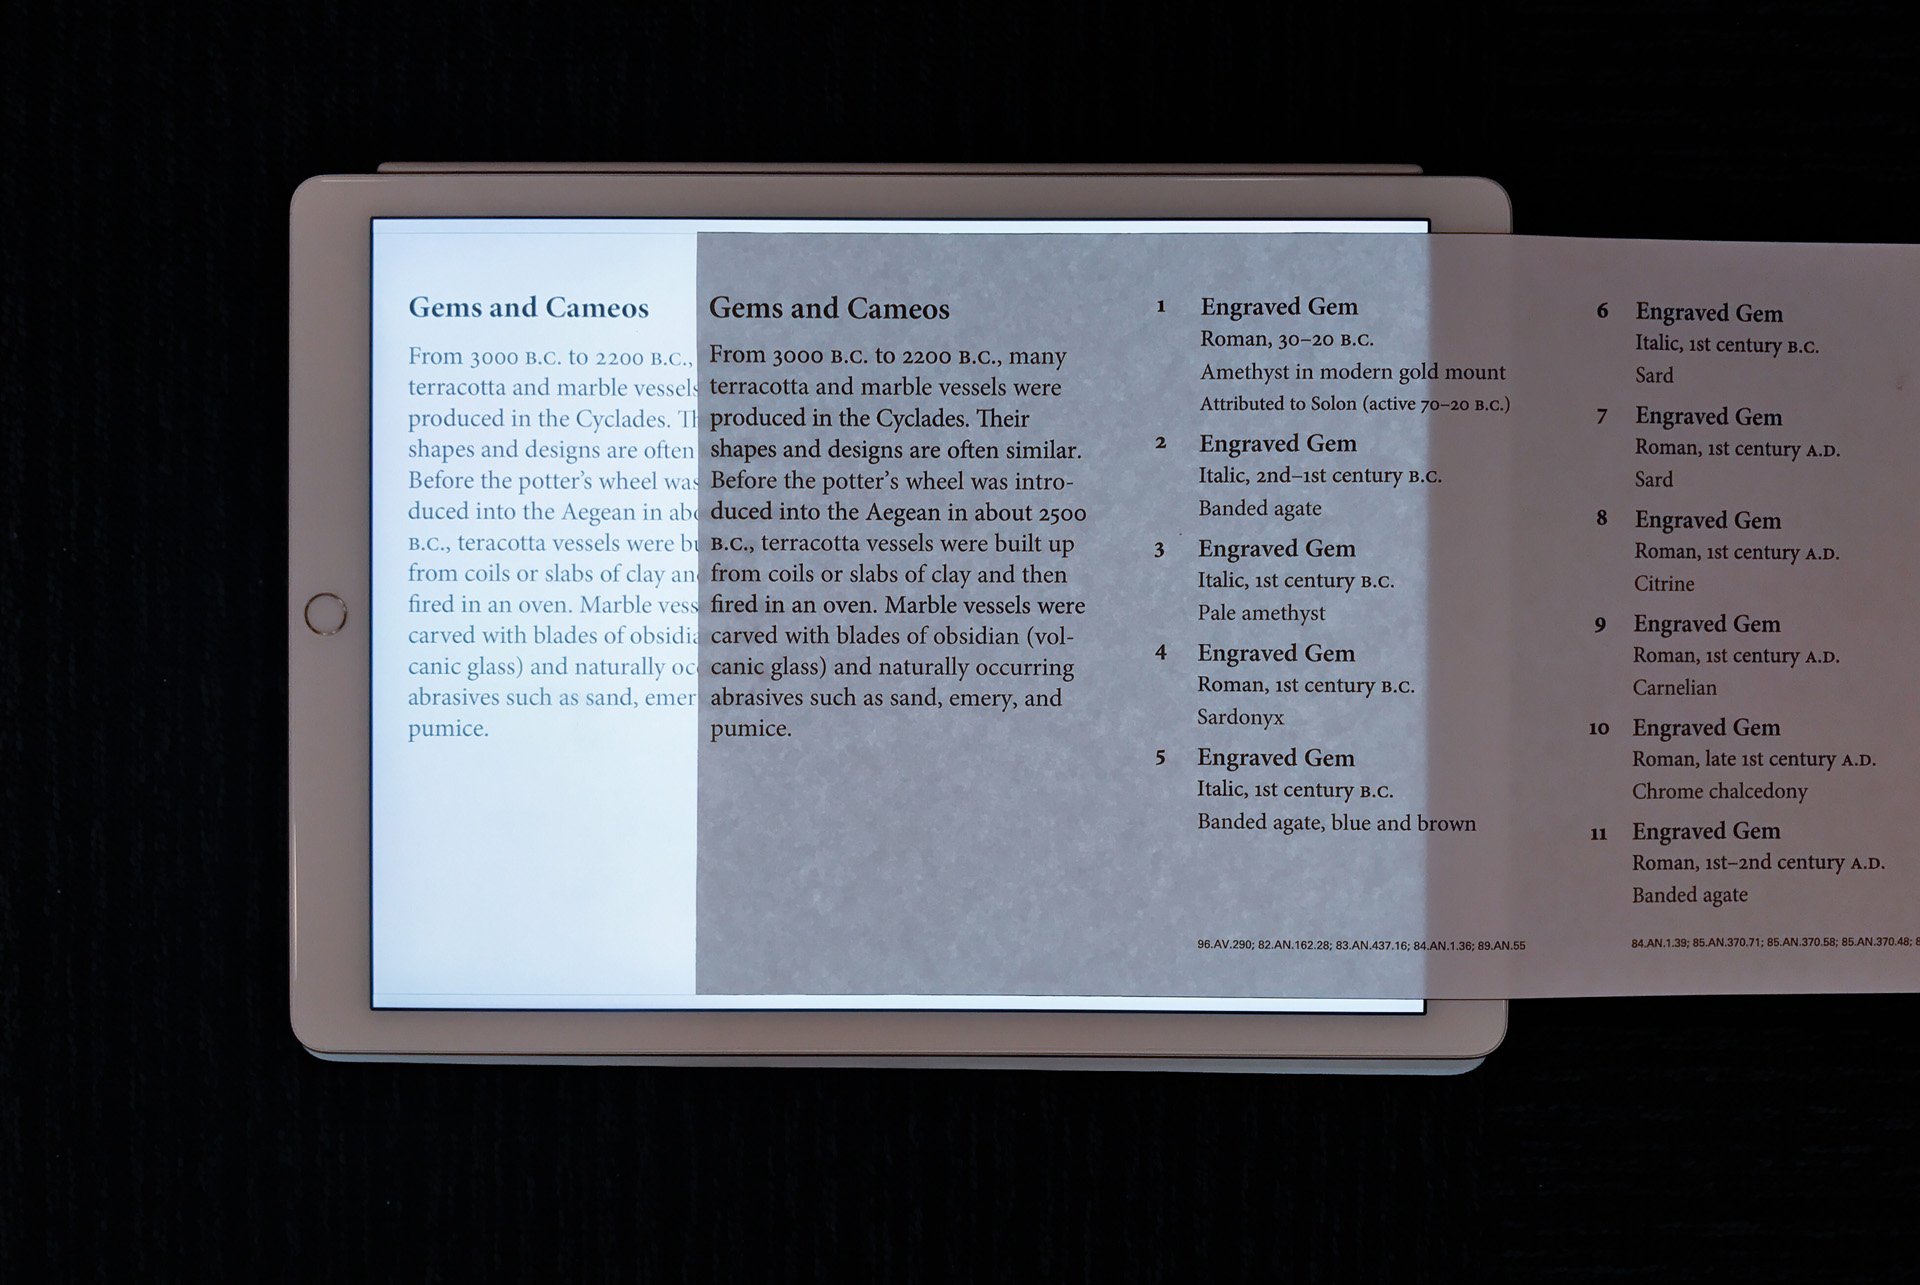 Gems and Cameos
From 3000 B.C. to 2200 B.C.,
terracotta and marble vessels
produced in the Cyclades.
shapes and designs are often
Before the potter's wheel was
duced into the Aegean in
B.C., teracotta vessels were
from coils or slabs of clay
fired in an oven. Marble
carved with blades of
canic glass) and naturally
abrasives such as sand,
pumice.
Gems and Cameos
From 3000 B.C. to 2200 B.C., many
terracotta and marble vessels were
produced in the Cyclades. Their
shapes and designs are often similar.
Before the potter's wheel was intro-
duced into the Aegean in about 2500
B.C., terracotta vessels were built up
from coils or slabs of clay and then
fired in an oven. Marble vessels were
carved with blades of obsidian (vol-
canic glass) and naturally occurring
abrasives such as sand, emery, and
pumice.
1 Engraved Gem
Roman, 30–20 B.C.
Amethyst in modern gold mount
Attributed to Solon (active 70–20 B.C.)
2 Engraved Gem
Italic, 2nd–1st century B.C.
Banded agate
3 Engraved Gem
Italic, 1st century B.C.
Pale amethyst
4 Engraved Gem
Roman, 1st century B.C.
Sardonyx
5 Engraved Gem
Italic, 1st century B.C.
Banded agate, blue and brown
96.AV.290; 82.AN.162.28; 83.AN.437.16; 84.AN.1.36; 89.AN.55
6 Engraved Gem
Italic, 1st century B.C.
Sard
7 Engraved Gem
Roman, 1st century A.D.
Sard
8 Engraved Gem
Roman, 1st century A.D.
Citrine
9 Engraved Gem
Roman, 1st century A.D.
Carnelian
10 Engraved Gem
Roman, late 1st century A.D.
Chrome chalcedony
11 Engraved Gem
Roman, 1st–2nd century A.D.
Banded agate
84.AN.1.39; 85.AN.370.71; 85.AN.370.58; 85.AN.370.48;